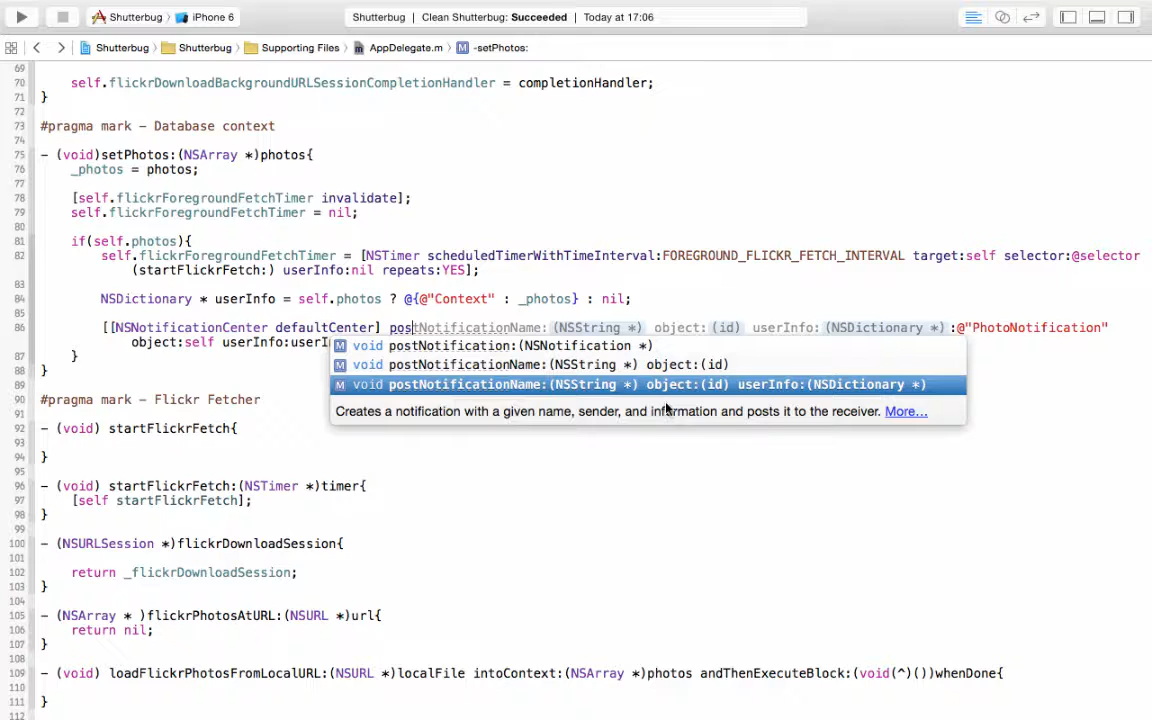 Shutterbug iPhone 6 Shutterbug | Clean Shutterbug: Succeeded | Today at 17:06
Shutterbug Shutterbug Supporting Files AppDelegate.m M -setPhotos:
69
70 self.flickrDownloadBackgroundURLSessionCompletionHandler = completionHandler;
71 }
72
73 #pragma mark - Database context
74
75 - (void)setPhotos:(NSArray *)photos{
76 _photos = photos;
77
78 [self.flickrForegroundFetchTimer invalidate];
79 self.flickrForegroundFetchTimer = nil;
80
81 if(self.photos){
82 self.flickrForegroundFetchTimer = [NSTimer scheduledTimerWithTimeInterval:FOREGROUND_FLICKR_FETCH_INTERVAL target:self selector:@selector
(startFlickrFetch:) userInfo:nil repeats:YES];
83
84 NSDictionary * userInfo = self.photos ? @{@"Context" : _photos} : nil;
85
86 [[NSNotificationCenter defaultCenter] postNotificationName:(NSString *) object:(id) userInfo:(NSDictionary *):@"PhotoNotification"
object:self userInfo:userI
M void postNotification:(NSNotification *)
87 }
M void postNotificationName:(NSString *) object:(id)
88 }
M void postNotificationName:(NSString *) object:(id) userInfo:(NSDictionary *)
89
90 #pragma mark - Flickr Fetcher
Creates a notification with a given name, sender, and information and posts it to the receiver. More...
91
92 - (void) startFlickrFetch{
93
94 }
95
96 - (void) startFlickrFetch:(NSTimer *)timer{
97 [self startFlickrFetch];
98 }
99
100 - (NSURLSession *)flickrDownloadSession{
101
102 return _flickrDownloadSession;
103 }
104
105 - (NSArray * )flickrPhotosAtURL:(NSURL *)url{
106 return nil;
107 }
108
109 - (void) loadFlickrPhotosFromLocalURL:(NSURL *)localFile intoContext:(NSArray *)photos andThenExecuteBlock:(void(^)())whenDone{
110
111 }
112